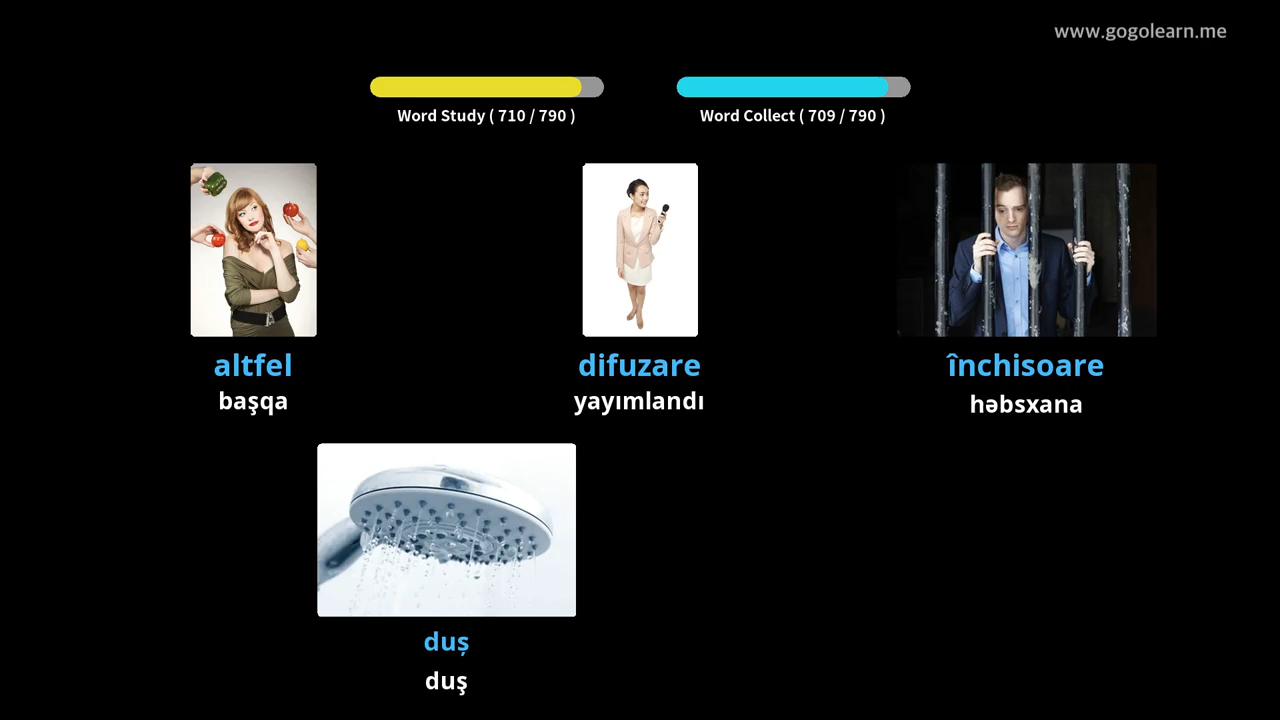 www.gogolearn.me
Word Study ( 710 / 790 )
Word Collect ( 709 / 790 )
altfel
başqa
difuzare
yayımlandı
închisoare
həbsxana
duș
duş